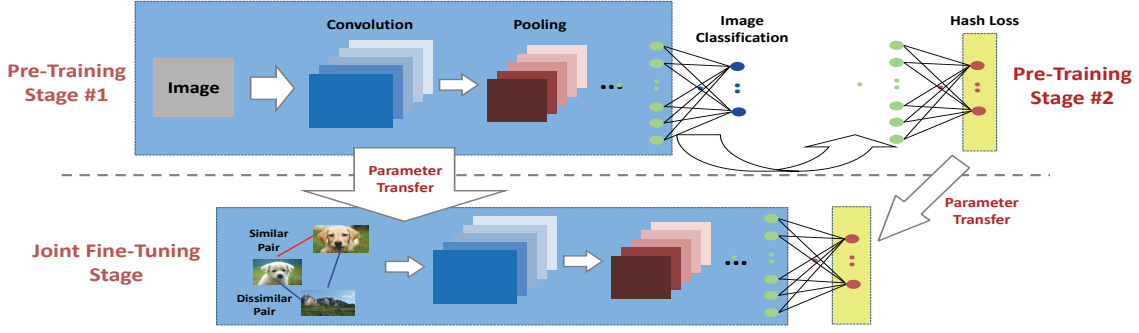 Convolution
Pooling
Image
Classification
Hash Loss
Pre-Training
Stage #1
Image
Pre-Training
Stage #2
Parameter
Transfer
Parameter
Transfer
Joint Fine-Tuning
Stage
Similar
Pair
Dissimilar
Pair